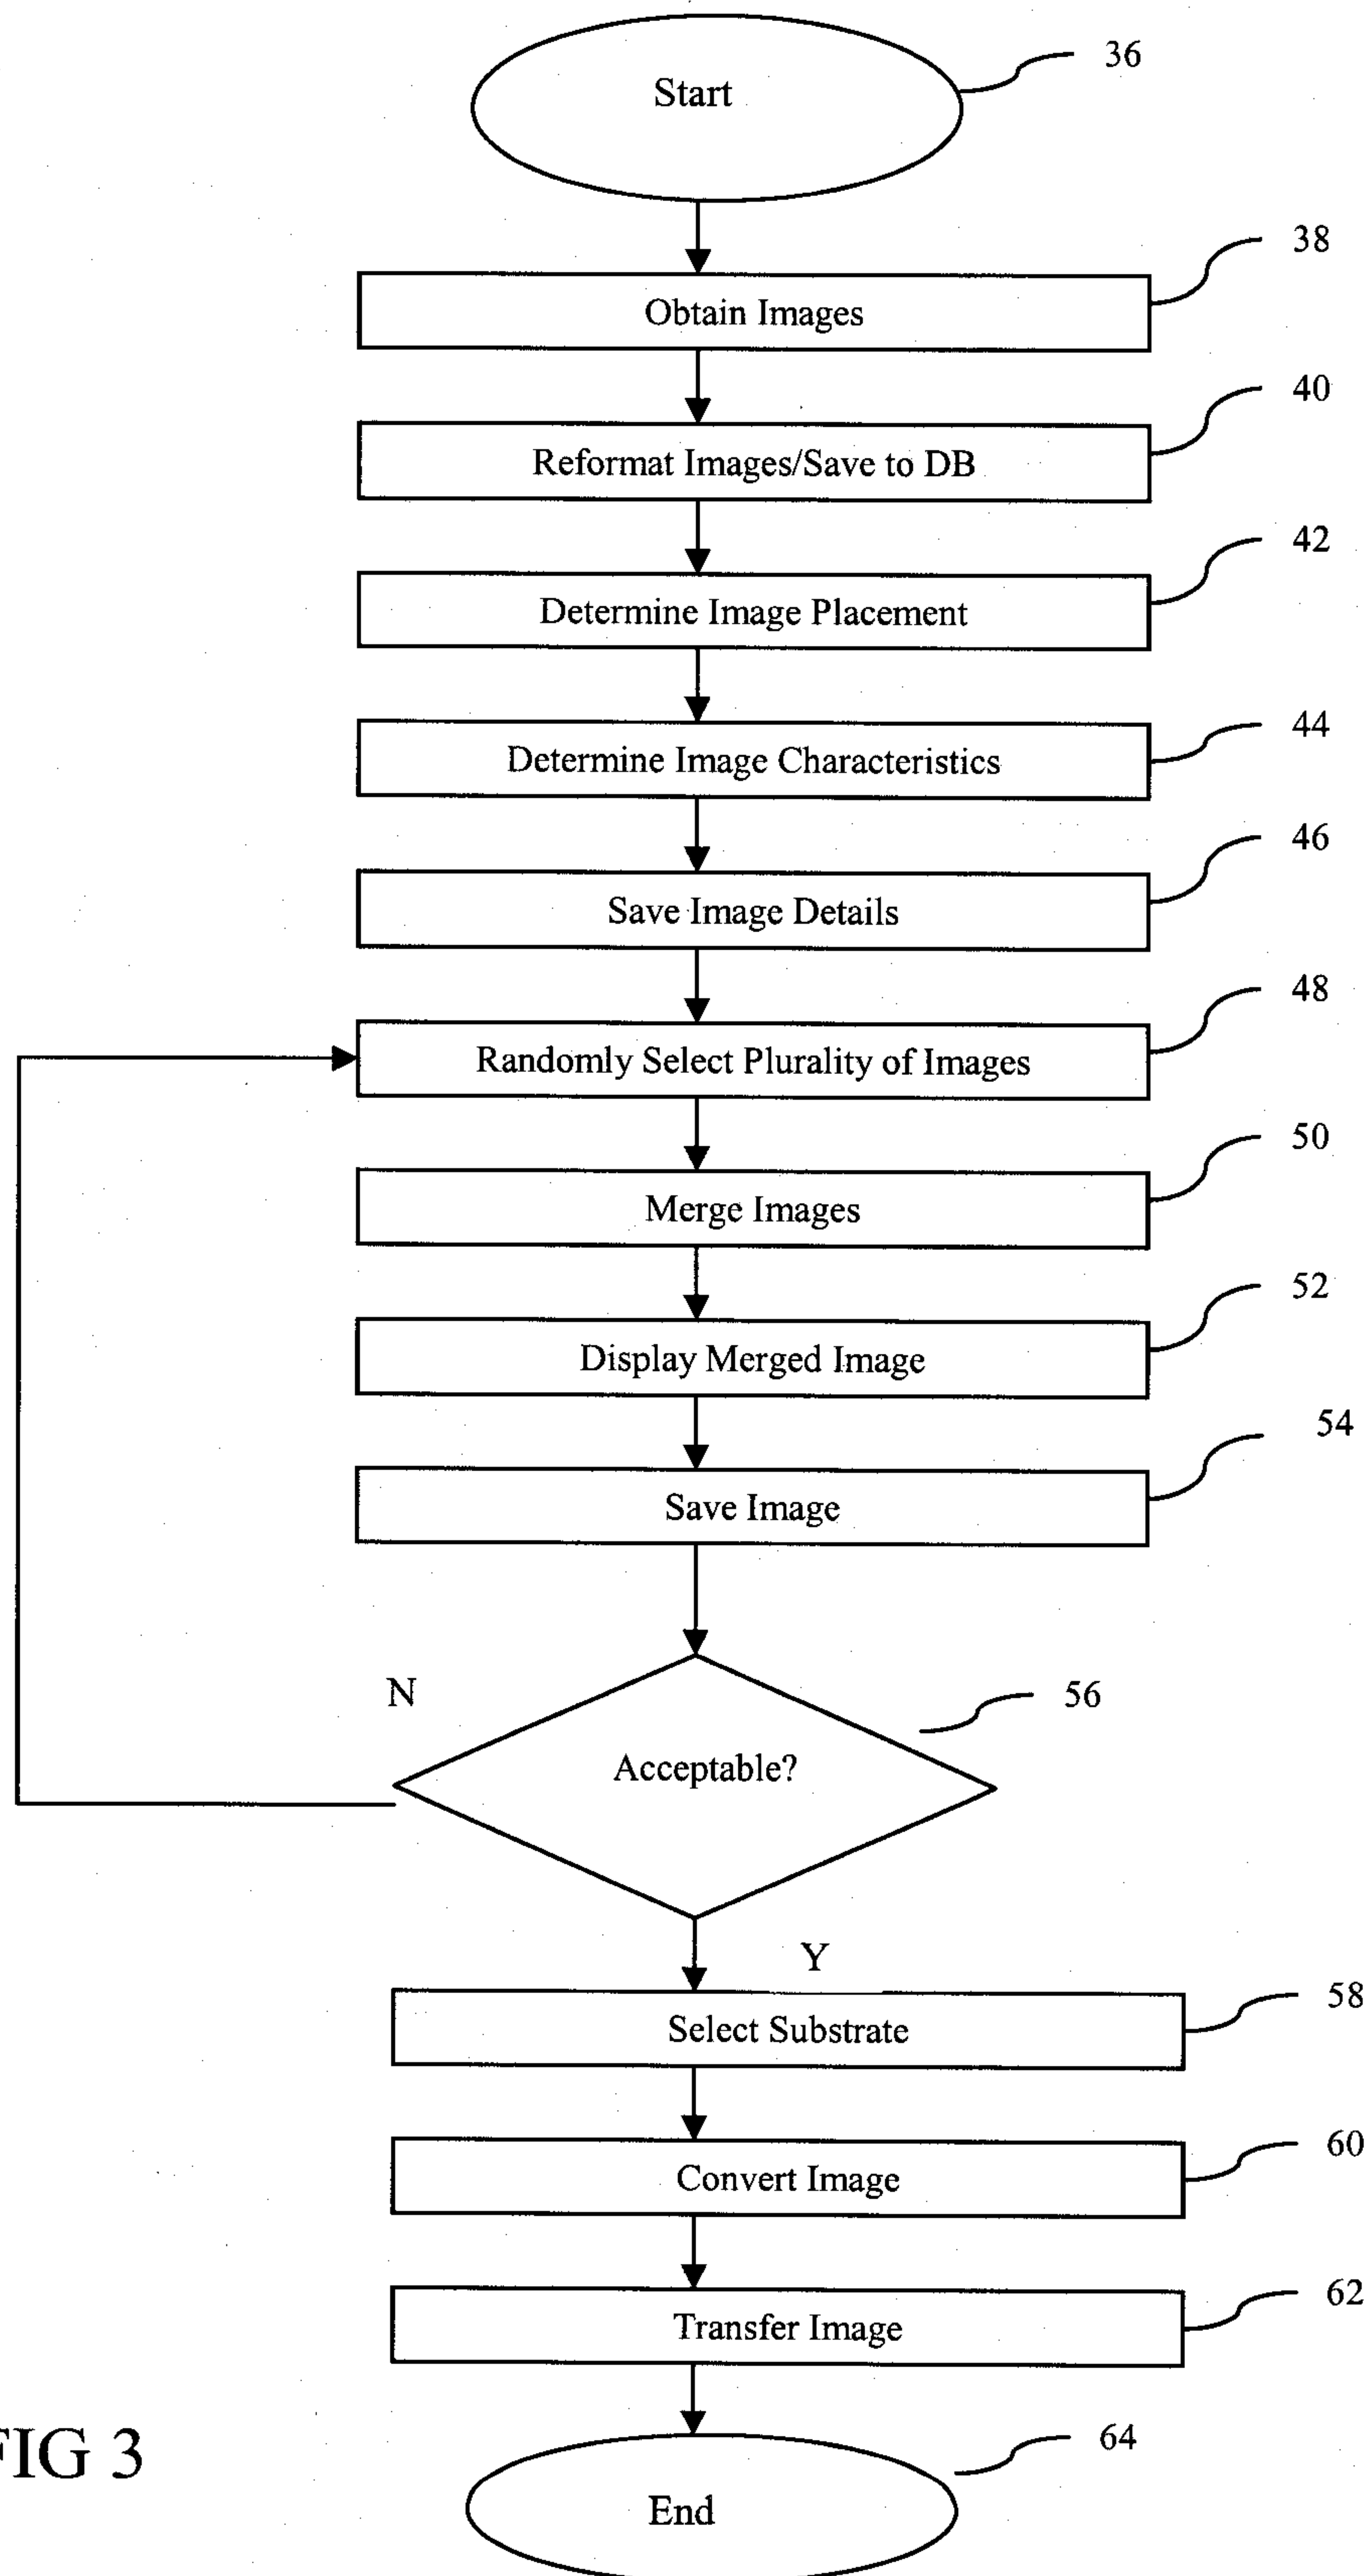 Start
36
Obtain Images
38
Reformat Images/Save to DB
40
Determine Image Placement
42
Determine Image Characteristics
44
Save Image Details
46
Randomly Select Plurality of Images
48
Merge Images
50
Display Merged Image
52
Save Image
54
N
Acceptable?
56
Y
Select Substrate
58
Convert Image
60
Transfer Image
62
FIG 3
End
64